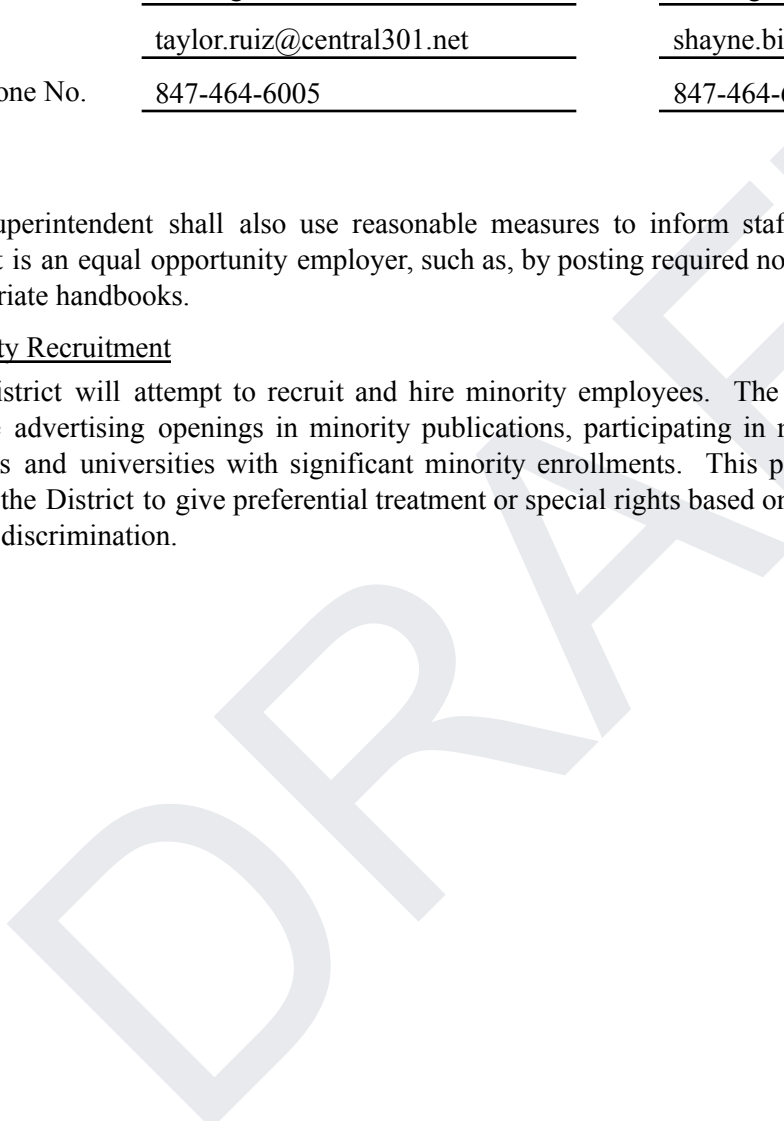 taylor.ruiz@central301.net shayne.bi
one No. 847-464-6005 847-464-
uperintendent shall also use reasonable measures to inform staf
t is an equal opportunity employer, such as, by posting required no
riate handbooks.
ty Recruitment
istrict will attempt to recruit and hire minority employees. The
e advertising openings in minority publications, participating in
s and universities with significant minority enrollments. This p
the District to give preferential treatment or special rights based on
discrimination.
DRAF